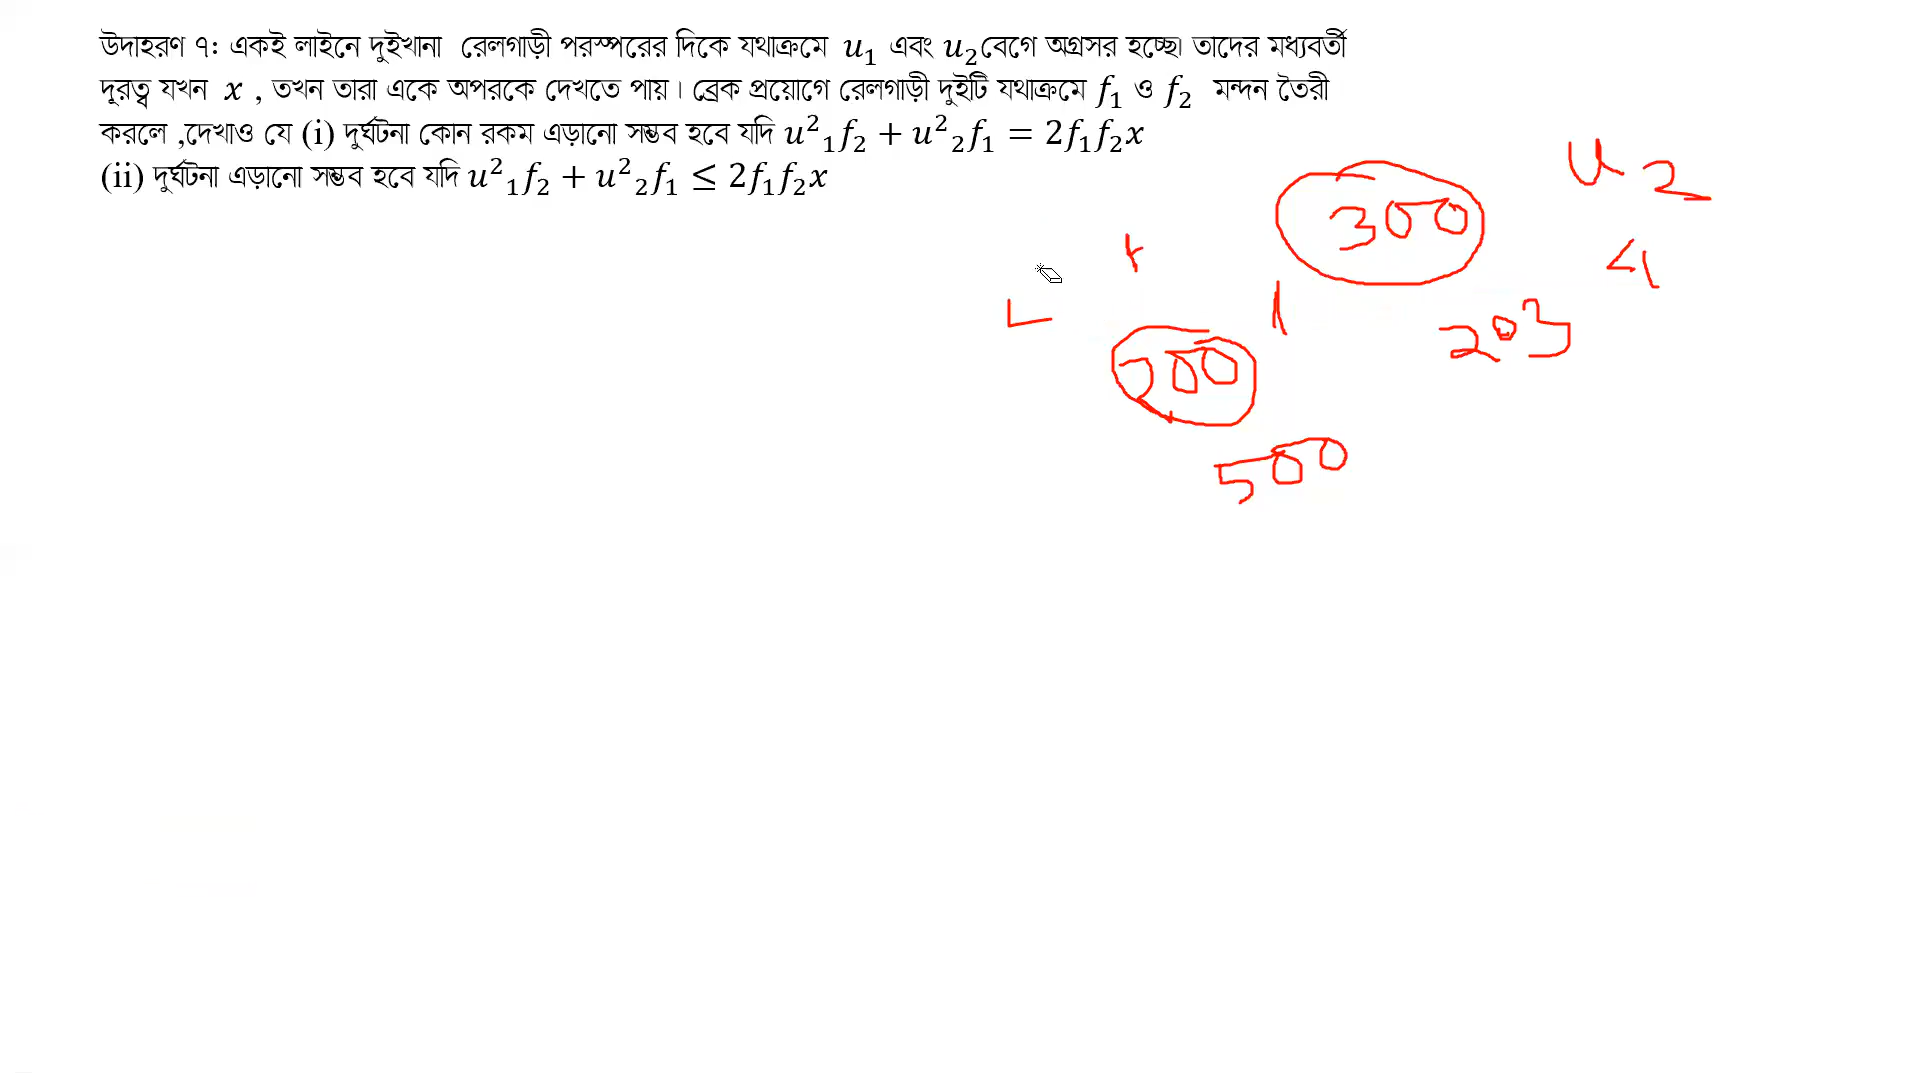 উদাহরণ ৭: একই লাইনে দুইখানা রেলগাড়ী পরস্পরের দিকে যথাক্রমে u₁ এবং u₂বেগে অগ্রসর হচ্ছে। তাদের মধ্যবর্তী
দূরত্ব যখন x , তখন তারা একে অপরকে দেখতে পায়। ব্রেক প্রয়োগে রেলগাড়ী দুইটি যথাক্রমে f₁ ও f₂ মন্দন তৈরী
করলে ,দেখাও যে (i) দুর্ঘটনা কোন রকম এড়ানো সম্ভব হবে যদি u²₁f₂ + u²₂f₁ = 2f₁f₂x
(ii) দুর্ঘটনা এড়ানো সম্ভব হবে যদি u²₁f₂ + u²₂f₁ ≤ 2f₁f₂x
u2
300
203
200
500